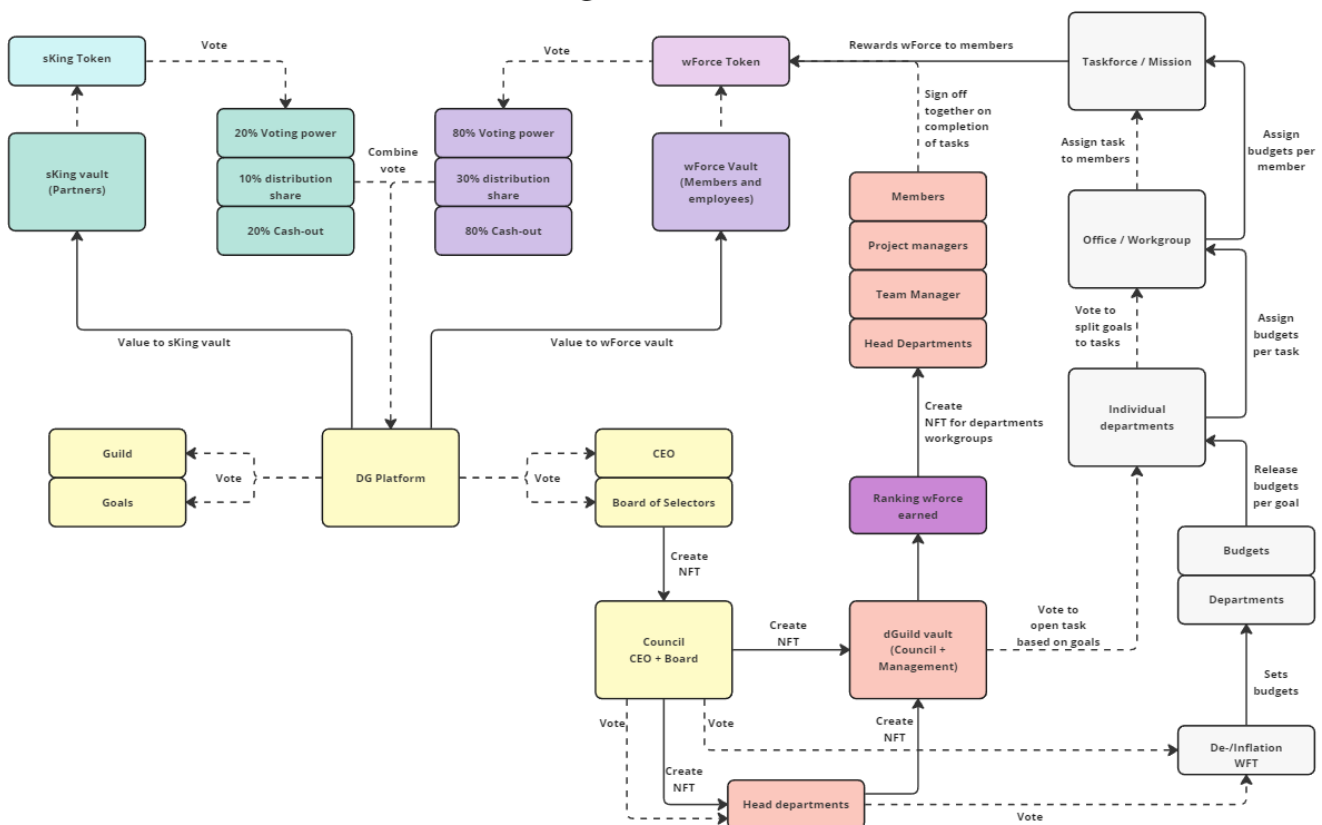 sKing Token
Vote
Vote
wForce Token
Rewards wForce to members
Taskforce / Mission
20% Voting power
10% distribution
share
20% Cash-out
Combine
vote
80% Voting power
30% distribution
share
80% Cash-out
sKing vault
(Partners)
wForce Vault
(Members and
employees)
Sign off
together on
completion
of tasks
Assign task
to members
Assign
budgets per
member
Members
Project managers
Team Manager
Head Departments
Office / Workgroup
Value to sKing vault
Value to wForce vault
Vote to
split goals
to tasks
Assign
budgets
per task
Create
NFT for departments
workgroups
Individual
departments
Guild
Goals
Vote
DG Platform
Vote
CEO
Board of Selectors
Ranking wForce
earned
Release
budgets
per goal
Budgets
Departments
Create
NFT
Council
CEO + Board
Create
NFT
dGuild vault
(Council +
Management)
Vote to
open task
based on goals
Sets
budgets
Vote
Vote
Create
NFT
De-/Inflation
WFT
Create
NFT
Head departments
Vote